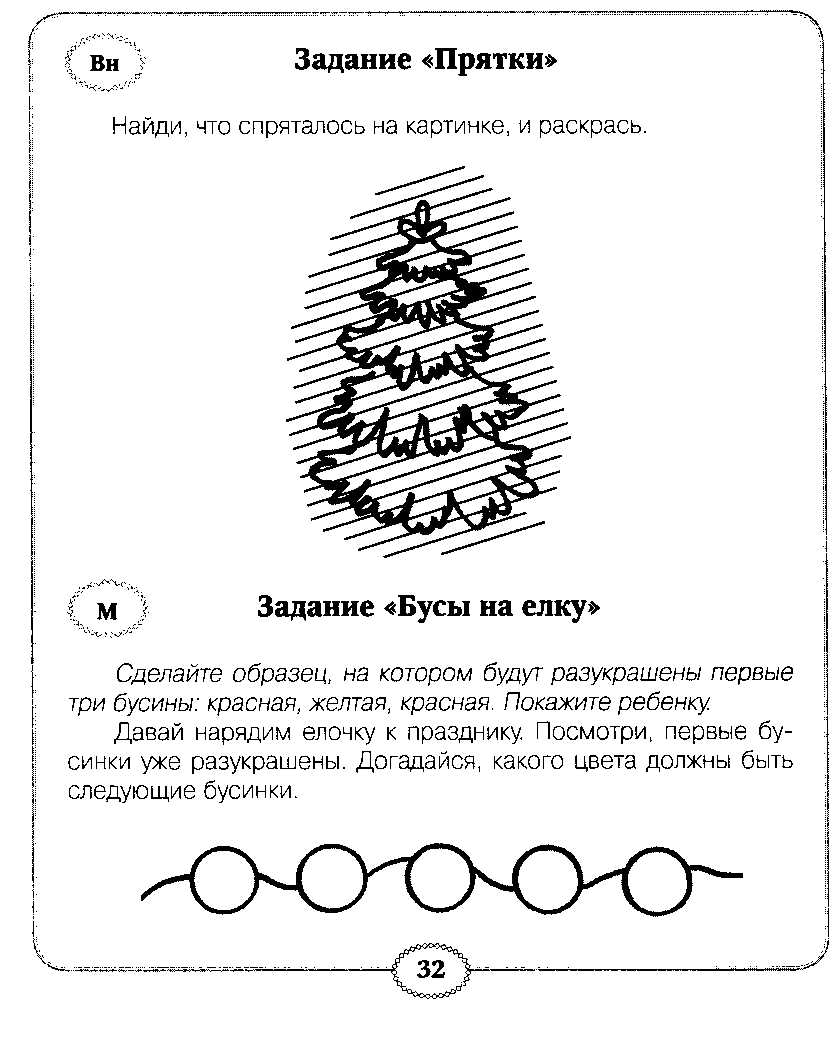 Вн
Задание «Прятки»
Найди, что спряталось на картинке, и раскрась.
М
Задание «Бусы на елку»
Сделайте образец, на котором будут разукрашены первые
три бусины: красная, желтая, красная. Покажите ребенку.
Давай нарядим елочку к празднику. Посмотри, первые бу-
синки уже разукрашены. Догадайся, какого цвета должны быть
следующие бусинки.
32